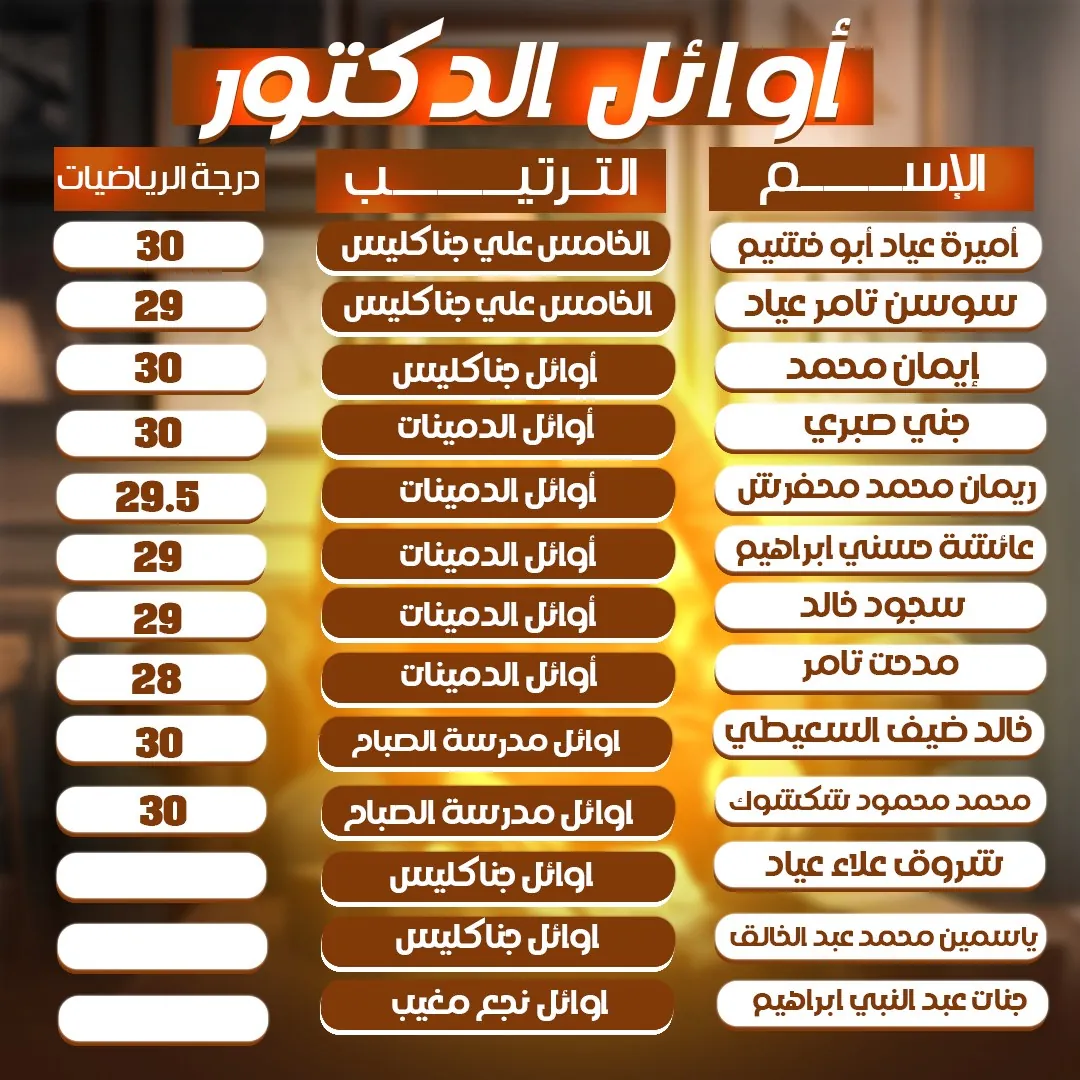 أوائل الدكتور
الإســـــم الترتيـــــــب درجة الرياضيات
أميرة عياد أبو خشيم الخامس علي جناكليس 30
سوسن تامر عياد الخامس علي جناكليس 29
إيمان محمد أوائل جناكليس 30
جني صبري أوائل الدمينات 30
ريمان محمد محفرش أوائل الدمينات 29.5
عائشة حسني ابراهيم أوائل الدمينات 29
سجود خالد أوائل الدمينات 29
مدحت تامر أوائل الدمينات 28
خالد ضيف السعيطي اوائل مدرسة الصباح 30
محمد محمود شكشوك اوائل مدرسة الصباح 30
شروق علاء عياد اوائل جناكليس
ياسمين محمد عبد الخالق اوائل جناكليس
جنات عبد النبي ابراهيم اوائل نجع مغيب